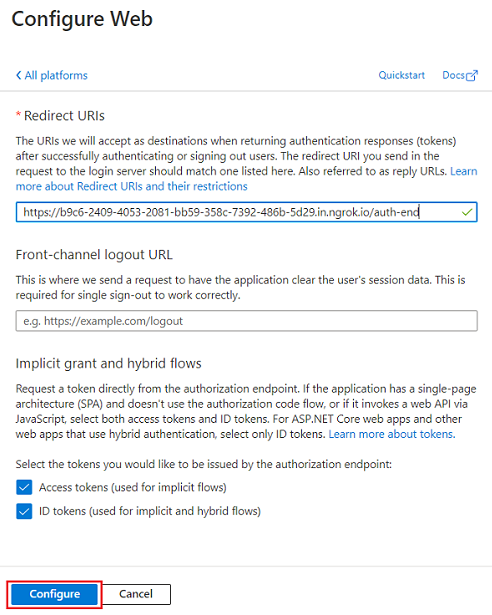 Configure Web
All platforms
Quickstart
Docs
* Redirect URIs
The URIs we will accept as destinations when returning authentication responses (tokens)
after successfully authenticating or signing out users. The redirect URI you send in the
request to the login server should match one listed here. Also referred to as reply URLs. Learn
more about Redirect URIs and their restrictions
https://b9c6-2409-4053-2081-bb59-358c-7392-486b-5d29.in.ngrok.io/auth-end
Front-channel logout URL
This is where we send a request to have the application clear the user's session data. This is
required for single sign-out to work correctly.
e.g. https://example.com/logout
Implicit grant and hybrid flows
Request a token directly from the authorization endpoint. If the application has a single-page
architecture (SPA) and doesn't use the authorization code flow, or if it invokes a web API via
JavaScript, select both access tokens and ID tokens. For ASP.NET Core web apps and other
web apps that use hybrid authentication, select only ID tokens. Learn more about tokens.
Select the tokens you would like to be issued by the authorization endpoint:
Access tokens (used for implicit flows)
ID tokens (used for implicit and hybrid flows)
Configure
Cancel